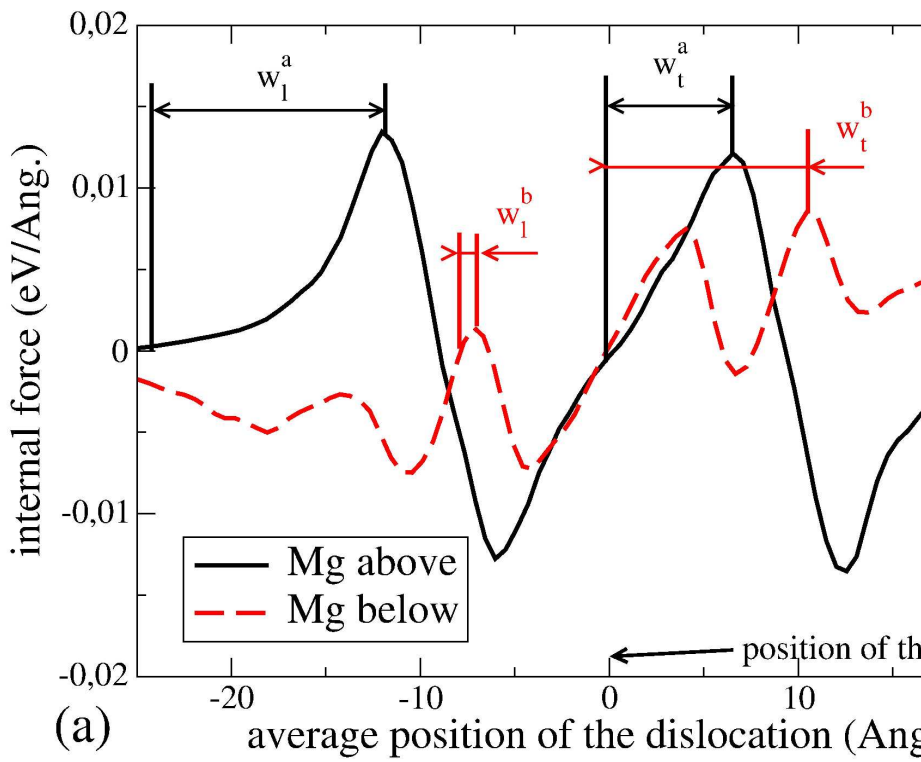 0,02
w_l^a
w_t^a
w_t^b
0,01
w_l^b
internal force (eV/Ang.)
0
-0,01
Mg above
Mg below
position of th
-0,02
-20
-10
0
10
(a)
average position of the dislocation (Ang